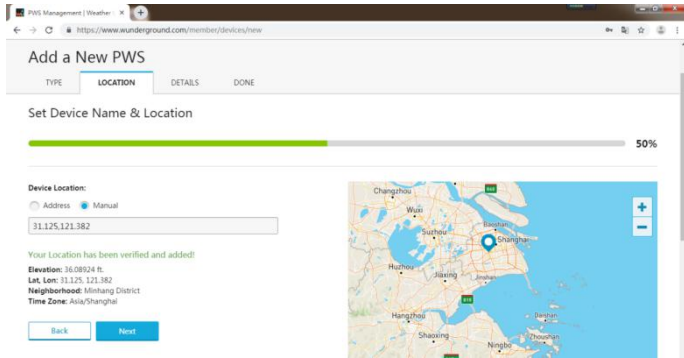 PWS Management | Weather
https://www.wunderground.com/member/devices/new
Add a New PWS
TYPE LOCATION DETAILS DONE
Set Device Name & Location
50%
Device Location:
Address Manual
31.125,121.382
Your Location has been verified and added!
Elevation: 36.08924 ft.
Lat, Lon: 31.125, 121.382
Neighborhood: Minhang District
Time Zone: Asia/Shanghai
Back Next
Changzhou
Wuxi
Suzhou
Baoshan
Shanghai
Huzhou
Jiaxing
Jinshan
Hangzhou
Daishan
Shaoxing
Zhoushan
Ningbo
+
−